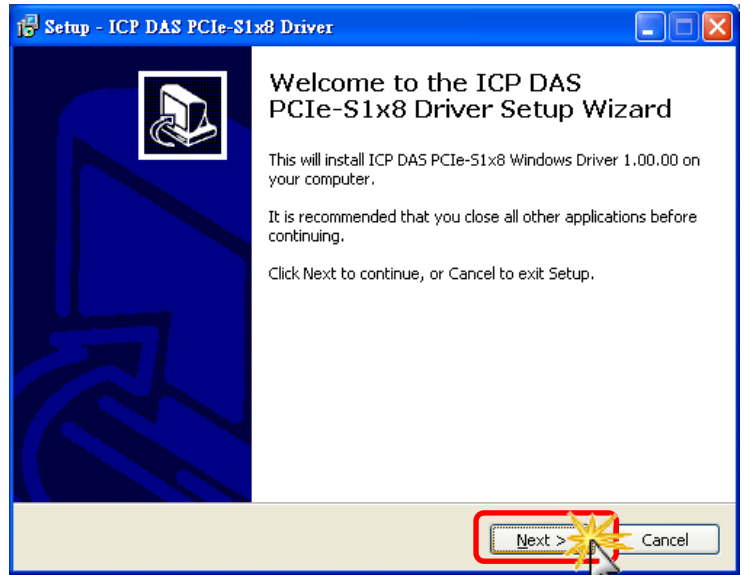 Setup - ICP DAS PCIe-S1x8 Driver
Welcome to the ICP DAS
PCIe-S1x8 Driver Setup Wizard
This will install ICP DAS PCIe-S1x8 Windows Driver 1.00.00 on
your computer.
It is recommended that you close all other applications before
continuing.
Click Next to continue, or Cancel to exit Setup.
Next >
Cancel